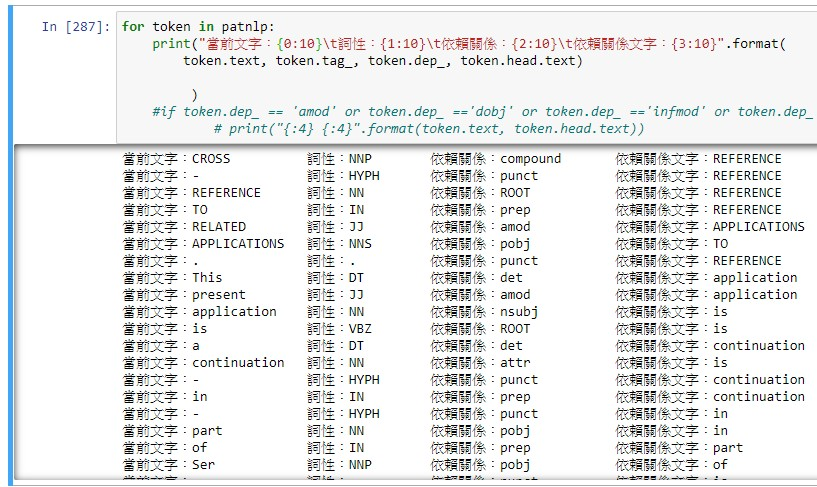 In [287]: for token in patnlp:
print("當前文字：{0:10}\t詞性：{1:10}\t依賴關係：{2:10}\t依賴關係文字：{3:10}".format(
token.text, token.tag_, token.dep_, token.head.text)
)
#if token.dep_ == 'amod' or token.dep_ =='dobj' or token.dep_ =='infmod' or token.dep_
# print("{:4} {:4}".format(token.text, token.head.text))
當前文字：CROSS 詞性：NNP 依賴關係：compound 依賴關係文字：REFERENCE
當前文字：- 詞性：HYPH 依賴關係：punct 依賴關係文字：REFERENCE
當前文字：REFERENCE 詞性：NN 依賴關係：ROOT 依賴關係文字：REFERENCE
當前文字：TO 詞性：IN 依賴關係：prep 依賴關係文字：REFERENCE
當前文字：RELATED 詞性：JJ 依賴關係：amod 依賴關係文字：APPLICATIONS
當前文字：APPLICATIONS 詞性：NNS 依賴關係：pobj 依賴關係文字：TO
當前文字：. 詞性：. 依賴關係：punct 依賴關係文字：REFERENCE
當前文字：This 詞性：DT 依賴關係：det 依賴關係文字：application
當前文字：present 詞性：JJ 依賴關係：amod 依賴關係文字：application
當前文字：application 詞性：NN 依賴關係：nsubj 依賴關係文字：is
當前文字：is 詞性：VBZ 依賴關係：ROOT 依賴關係文字：is
當前文字：a 詞性：DT 依賴關係：det 依賴關係文字：continuation
當前文字：continuation 詞性：NN 依賴關係：attr 依賴關係文字：is
當前文字：- 詞性：HYPH 依賴關係：punct 依賴關係文字：continuation
當前文字：in 詞性：IN 依賴關係：prep 依賴關係文字：continuation
當前文字：- 詞性：HYPH 依賴關係：punct 依賴關係文字：in
當前文字：part 詞性：NN 依賴關係：pobj 依賴關係文字：in
當前文字：of 詞性：IN 依賴關係：prep 依賴關係文字：part
當前文字：Ser 詞性：NNP 依賴關係：pobj 依賴關係文字：of